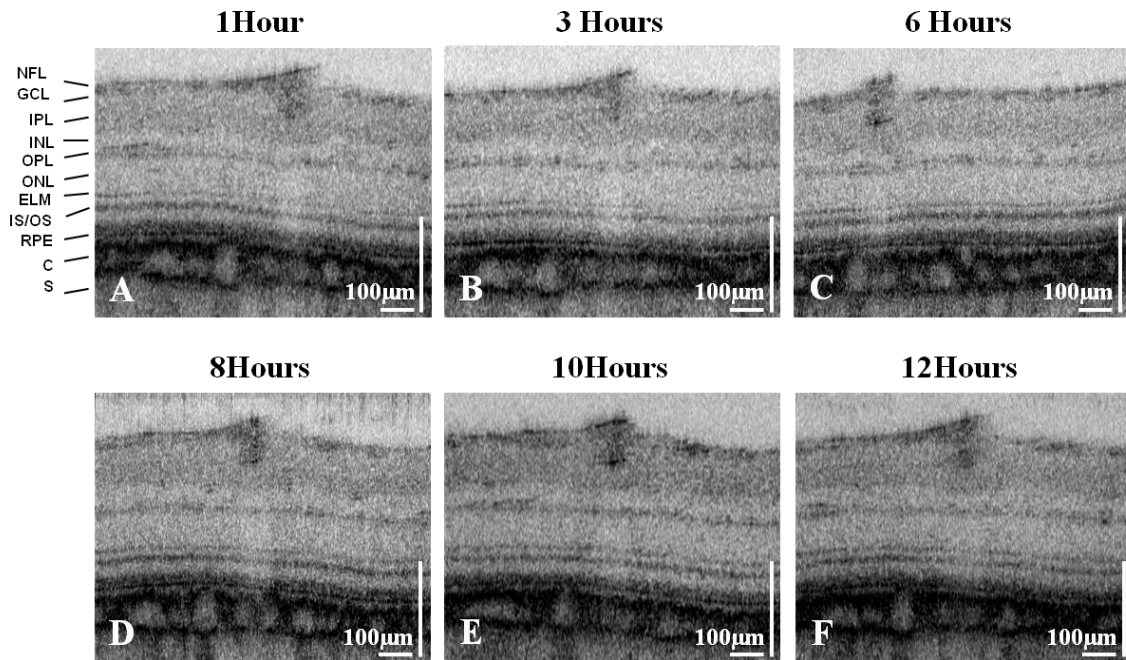 1Hour
3 Hours
6 Hours
NFL
GCL
IPL
INL
OPL
ONL
ELM
IS/OS
RPE
C
S
A
100µm
B
100µm
C
100µm
8Hours
10Hours
12Hours
D
100µm
E
100µm
F
100µm